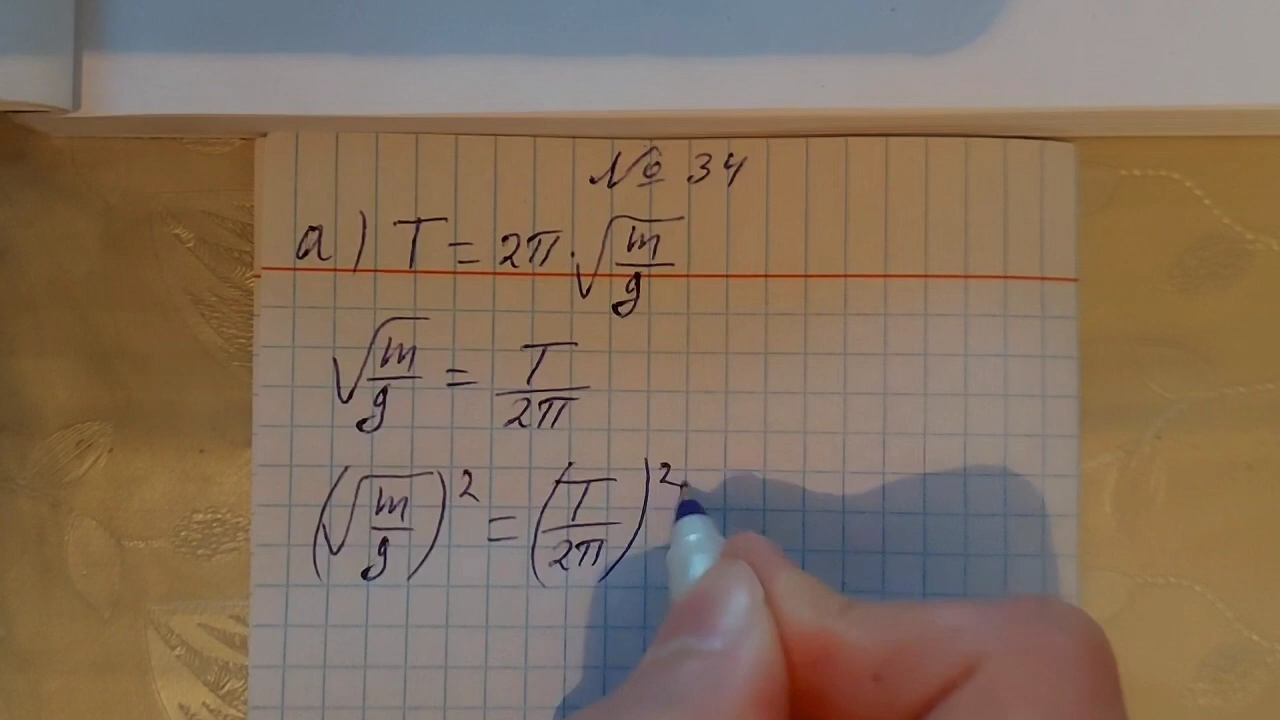 № 34
а) T = 2π · √(m/g)
√(m/g) = T/2π
(√(m/g))² = (T/2π)²